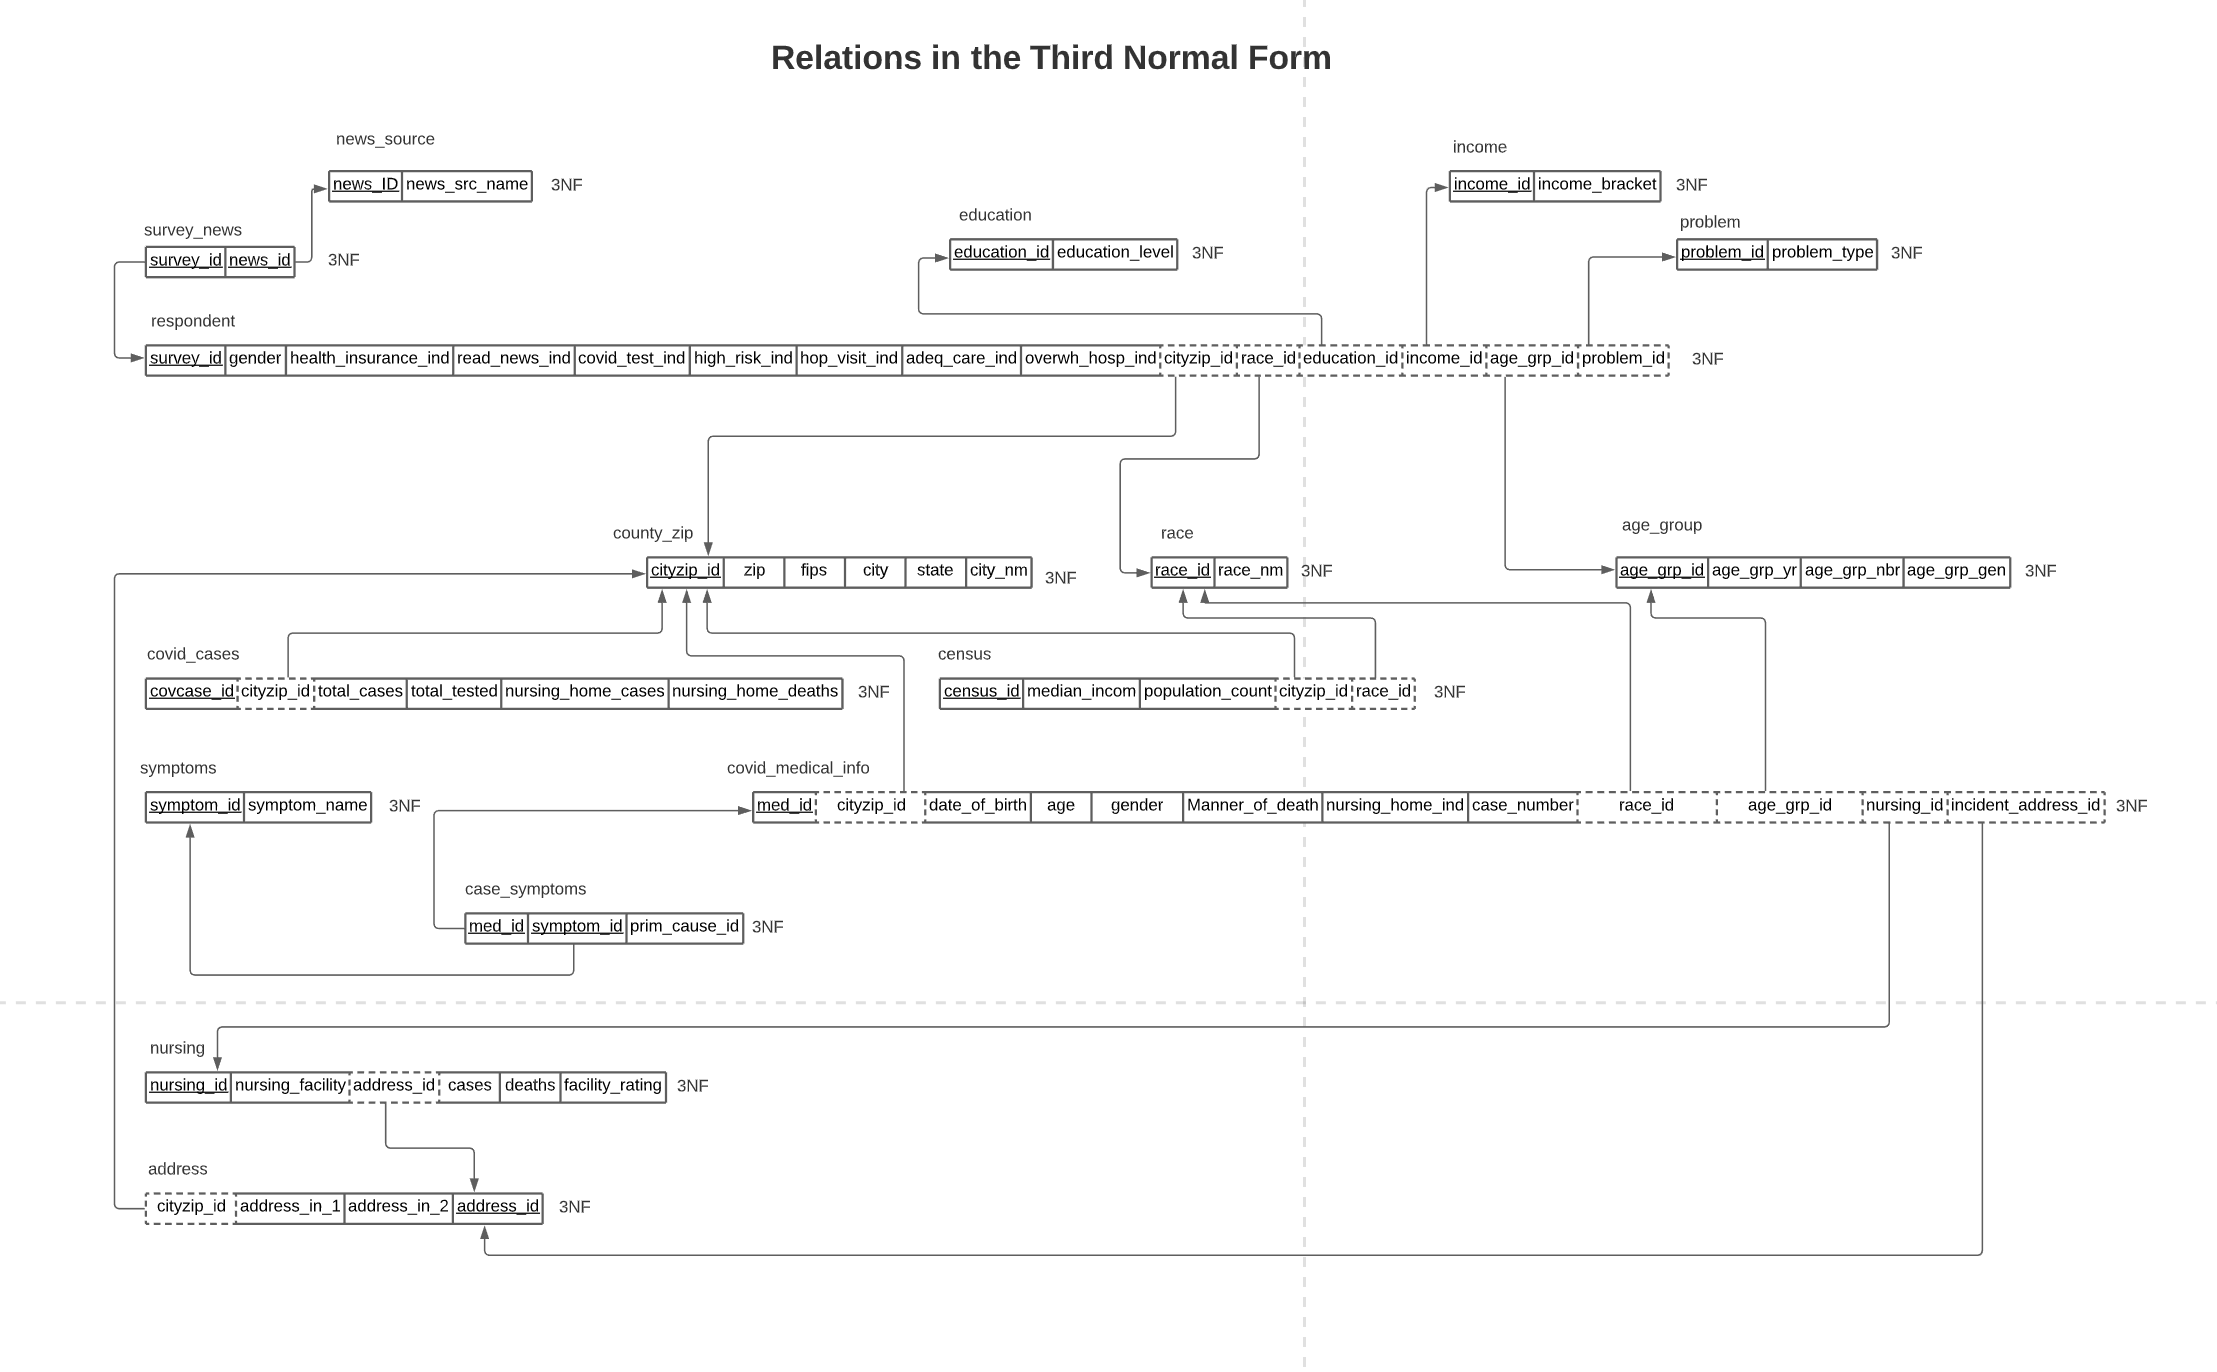 Relations in the Third Normal Form
news_source
news_ID news_src_name 3NF
income
income_id income_bracket 3NF
education
education_id education_level 3NF
problem
problem_id problem_type 3NF
survey_news
survey_id news_id 3NF
respondent
survey_id gender health_insurance_ind read_news_ind covid_test_ind high_risk_ind hop_visit_ind adeq_care_ind overwh_hosp_ind cityzip_id race_id education_id income_id age_grp_id problem_id 3NF
county_zip
cityzip_id zip fips city state city_nm 3NF
race
race_id race_nm 3NF
age_group
age_grp_id age_grp_yr age_grp_nbr age_grp_gen 3NF
covid_cases
covcase_id cityzip_id total_cases total_tested nursing_home_cases nursing_home_deaths 3NF
census
census_id median_incom population_count cityzip_id race_id 3NF
symptoms
symptom_id symptom_name 3NF
covid_medical_info
med_id cityzip_id date_of_birth age gender Manner_of_death nursing_home_ind case_number race_id age_grp_id nursing_id incident_address_id 3NF
case_symptoms
med_id symptom_id prim_cause_id 3NF
nursing
nursing_id nursing_facility address_id cases deaths facility_rating 3NF
address
cityzip_id address_in_1 address_in_2 address_id 3NF